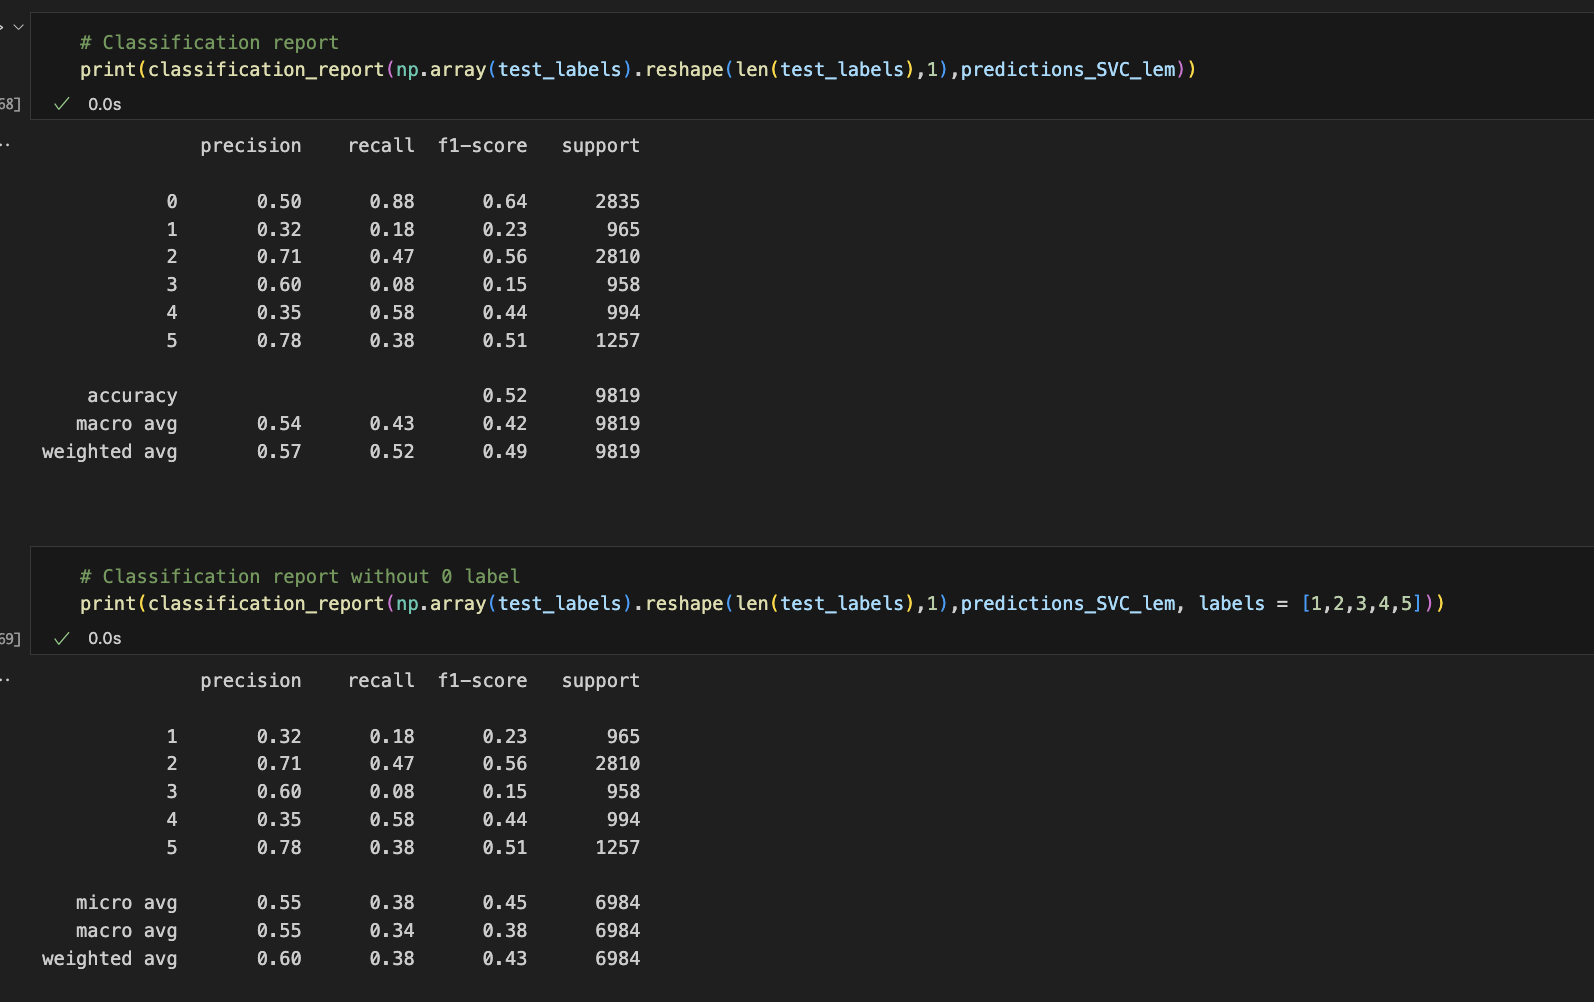 # Classification report
print(classification_report(np.array(test_labels).reshape(len(test_labels),1),predictions_SVC_lem))
68] ✓ 0.0s
precision recall f1-score support
0 0.50 0.88 0.64 2835
1 0.32 0.18 0.23 965
2 0.71 0.47 0.56 2810
3 0.60 0.08 0.15 958
4 0.35 0.58 0.44 994
5 0.78 0.38 0.51 1257
accuracy 0.52 9819
macro avg 0.54 0.43 0.42 9819
weighted avg 0.57 0.52 0.49 9819
# Classification report without 0 label
print(classification_report(np.array(test_labels).reshape(len(test_labels),1),predictions_SVC_lem, labels = [1,2,3,4,5]))
69] ✓ 0.0s
precision recall f1-score support
1 0.32 0.18 0.23 965
2 0.71 0.47 0.56 2810
3 0.60 0.08 0.15 958
4 0.35 0.58 0.44 994
5 0.78 0.38 0.51 1257
micro avg 0.55 0.38 0.45 6984
macro avg 0.55 0.34 0.38 6984
weighted avg 0.60 0.38 0.43 6984